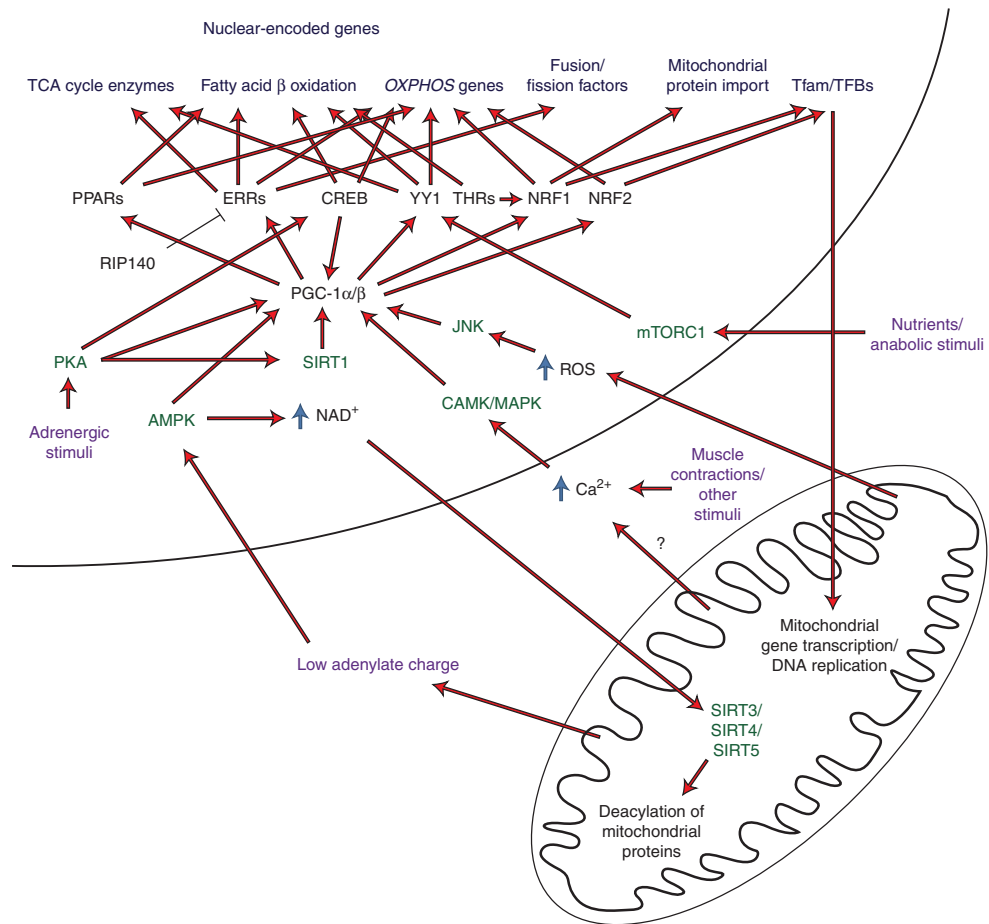 Nuclear-encoded genes
TCA cycle enzymes
Fatty acid β oxidation
OXPHOS genes
Fusion/
fission factors
Mitochondrial
protein import
Tfam/TFBs
PPARs
ERRs
CREB
YY1
THRs
NRF1
NRF2
RIP140
PGC-1α/β
JNK
mTORC1
Nutrients/
anabolic stimuli
PKA
SIRT1
ROS
Adrenergic
stimuli
AMPK
NAD+
CAMK/MAPK
Ca2+
Muscle
contractions/
other
stimuli
?
Mitochondrial
gene transcription/
DNA replication
Low adenylate charge
SIRT3/
SIRT4/
SIRT5
Deacylation of
mitochondrial
proteins